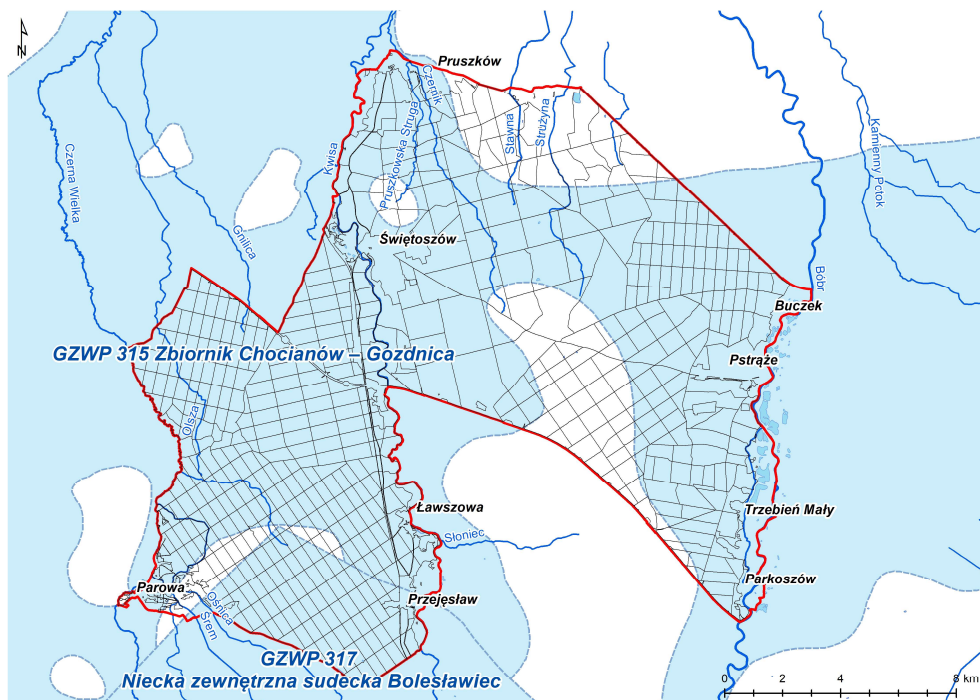 N
Pruszków
Czernik
Pruszkowska Struga
Sławna
Strużyna
Kamienny Potok
Czerna Wielka
Kwisa
Gnilica
Świętoszów
Bóbr
Buczek
GZWP 315 Zbiornik Chocianów – Gozdnica
Pstrąże
Olsza
Ławszowa
Słoniec
Trzebień Mały
Parowa
Ośnica
Śrem
Przejęsław
Parkoszów
GZWP 317
Niecka zewnętrzna sudecka Bolesławiec
0 2 4 8 km